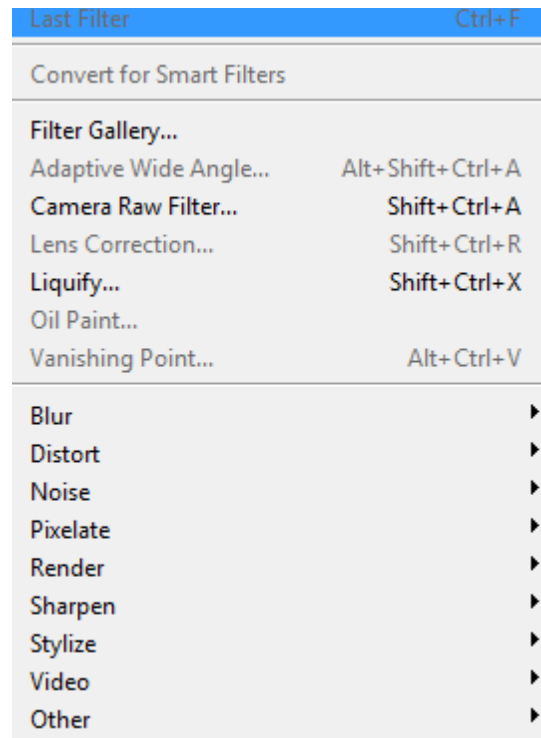 Last Filter Ctrl+F
Convert for Smart Filters
Filter Gallery...
Adaptive Wide Angle... Alt+Shift+Ctrl+A
Camera Raw Filter... Shift+Ctrl+A
Lens Correction... Shift+Ctrl+R
Liquify... Shift+Ctrl+X
Oil Paint...
Vanishing Point... Alt+Ctrl+V
Blur
Distort
Noise
Pixelate
Render
Sharpen
Stylize
Video
Other